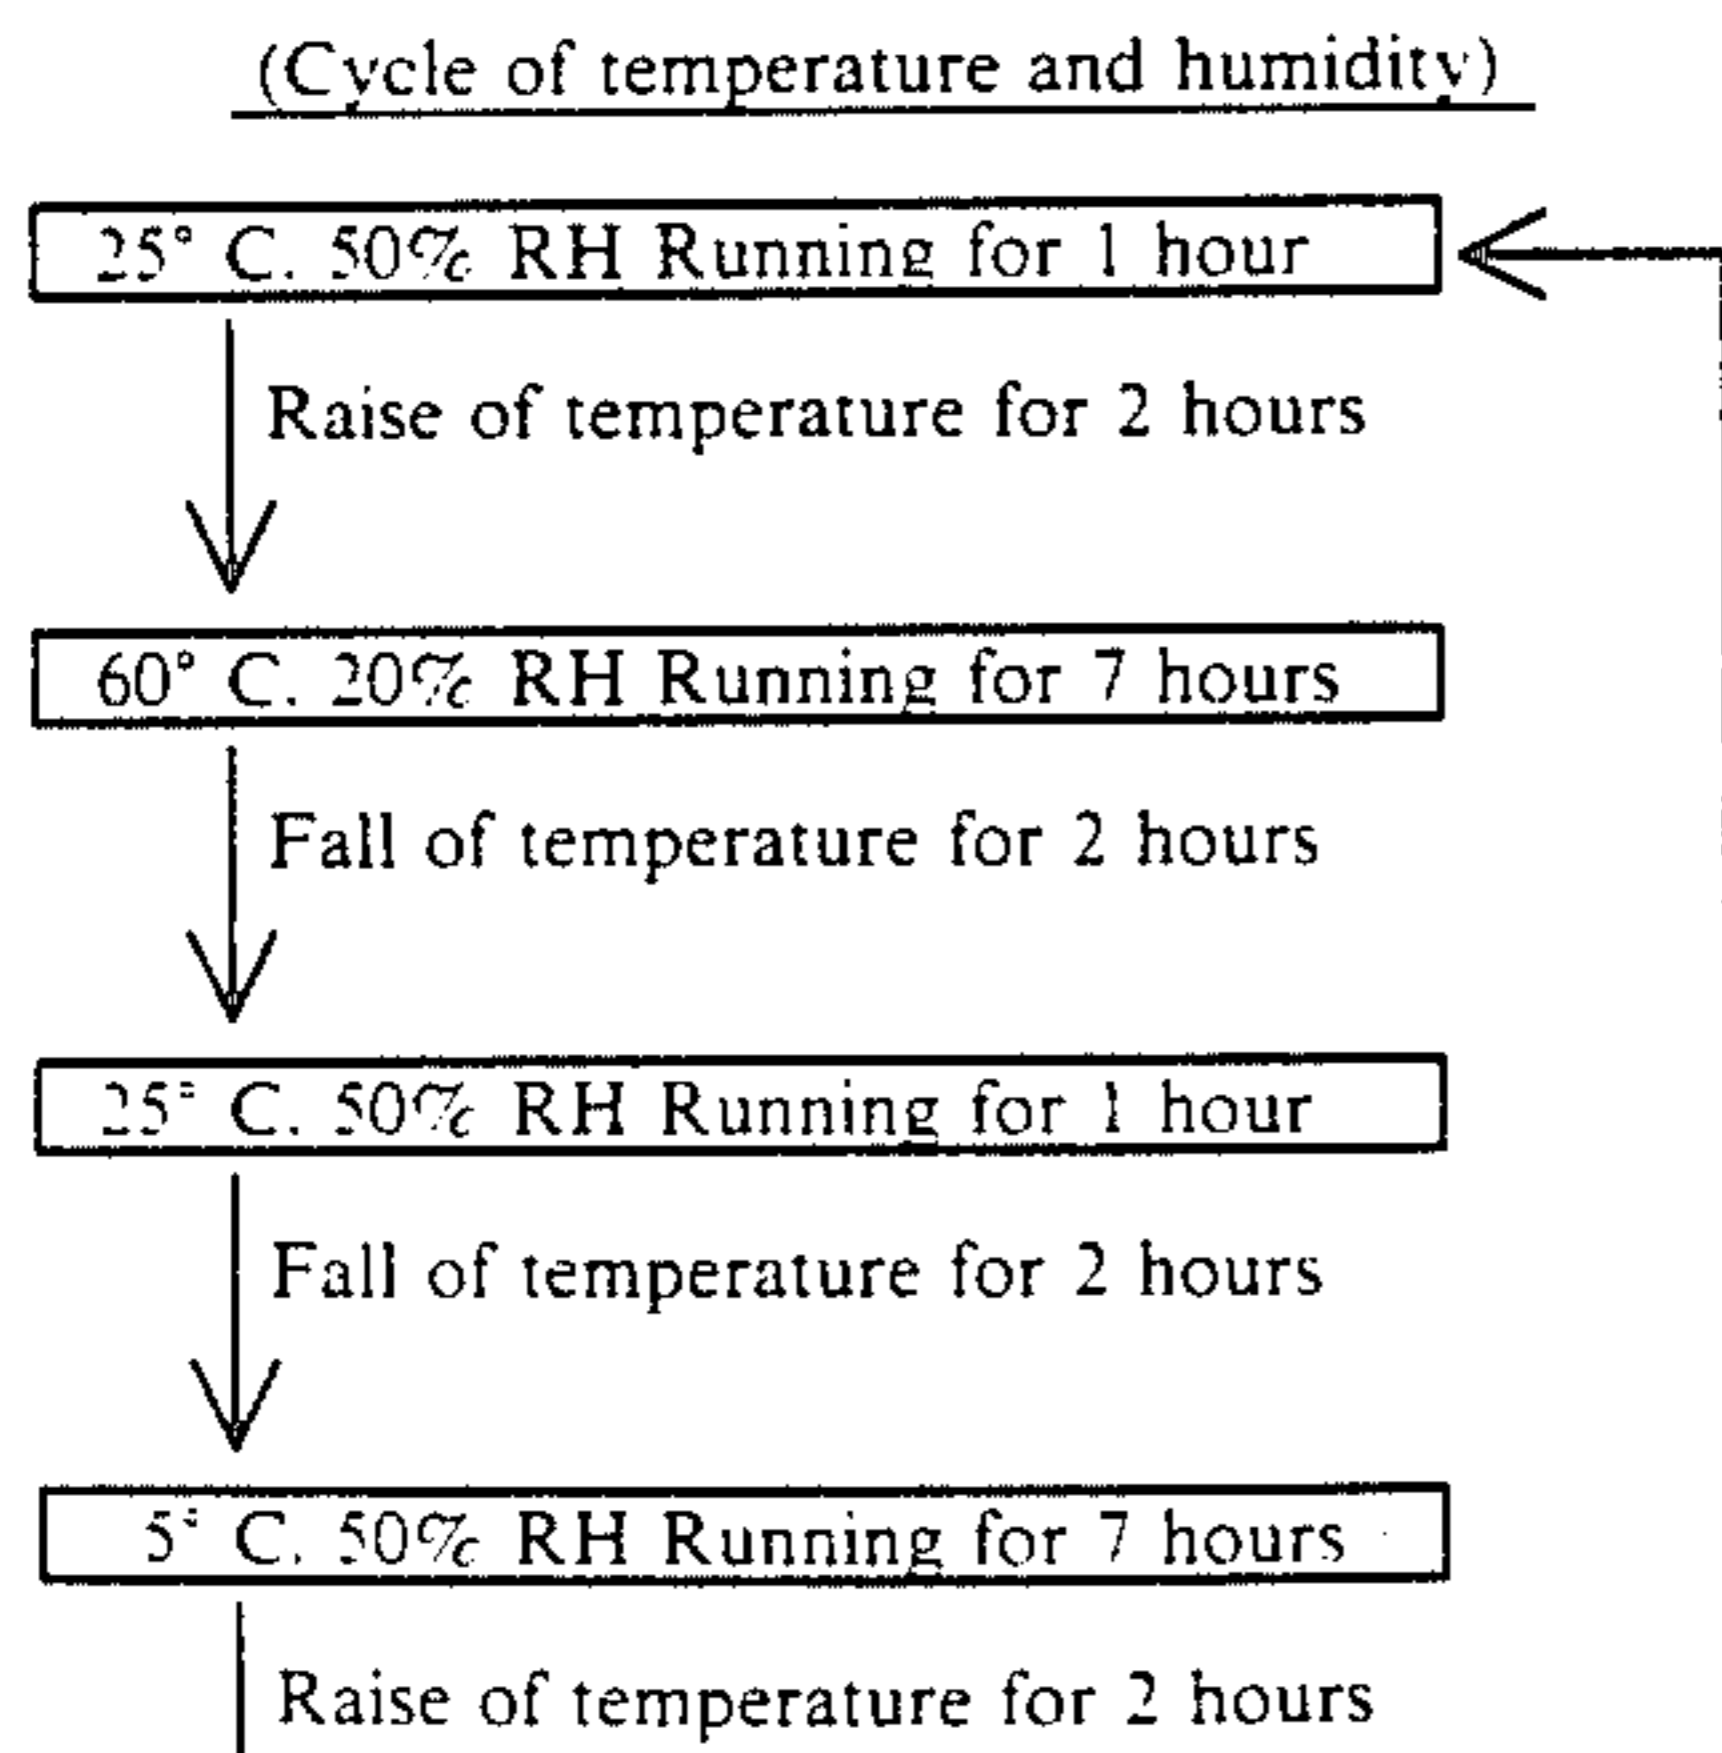 (Cycle of temperature and humidity)
25° C. 50% RH Running for 1 hour
Raise of temperature for 2 hours
60° C. 20% RH Running for 7 hours
Fall of temperature for 2 hours
25° C. 50% RH Running for 1 hour
Fall of temperature for 2 hours
5° C. 50% RH Running for 7 hours
Raise of temperature for 2 hours